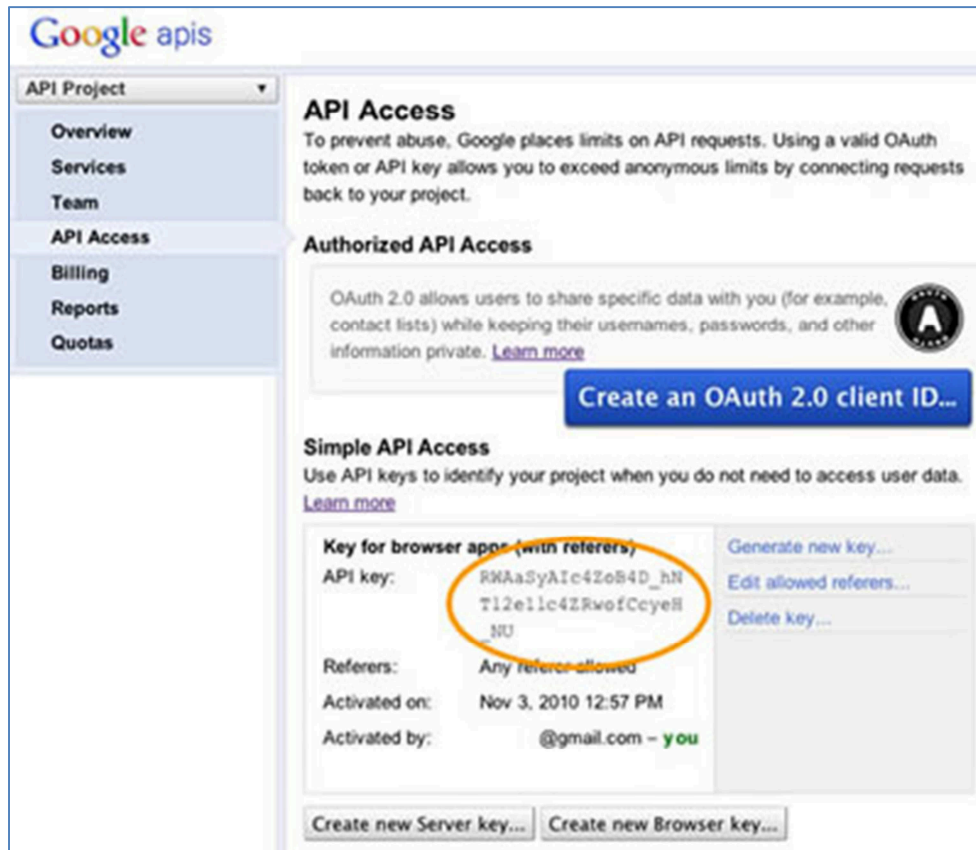 Google apis
API Project
Overview
Services
Team
API Access
Billing
Reports
Quotas
API Access
To prevent abuse, Google places limits on API requests. Using a valid OAuth
token or API key allows you to exceed anonymous limits by connecting requests
back to your project.
Authorized API Access
OAuth 2.0 allows users to share specific data with you (for example,
contact lists) while keeping their usernames, passwords, and other
information private. Learn more
Create an OAuth 2.0 client ID...
Simple API Access
Use API keys to identify your project when you do not need to access user data.
Learn more
Key for browser apps (with referers)
API key: RWAaSyAIc4ZoB4D_hN
Tl2e1lc4ZRwofCcyeH
_NU
Referers: Any referer allowed
Activated on: Nov 3, 2010 12:57 PM
Activated by: @gmail.com – you
Generate new key...
Edit allowed referers...
Delete key...
Create new Server key...
Create new Browser key...